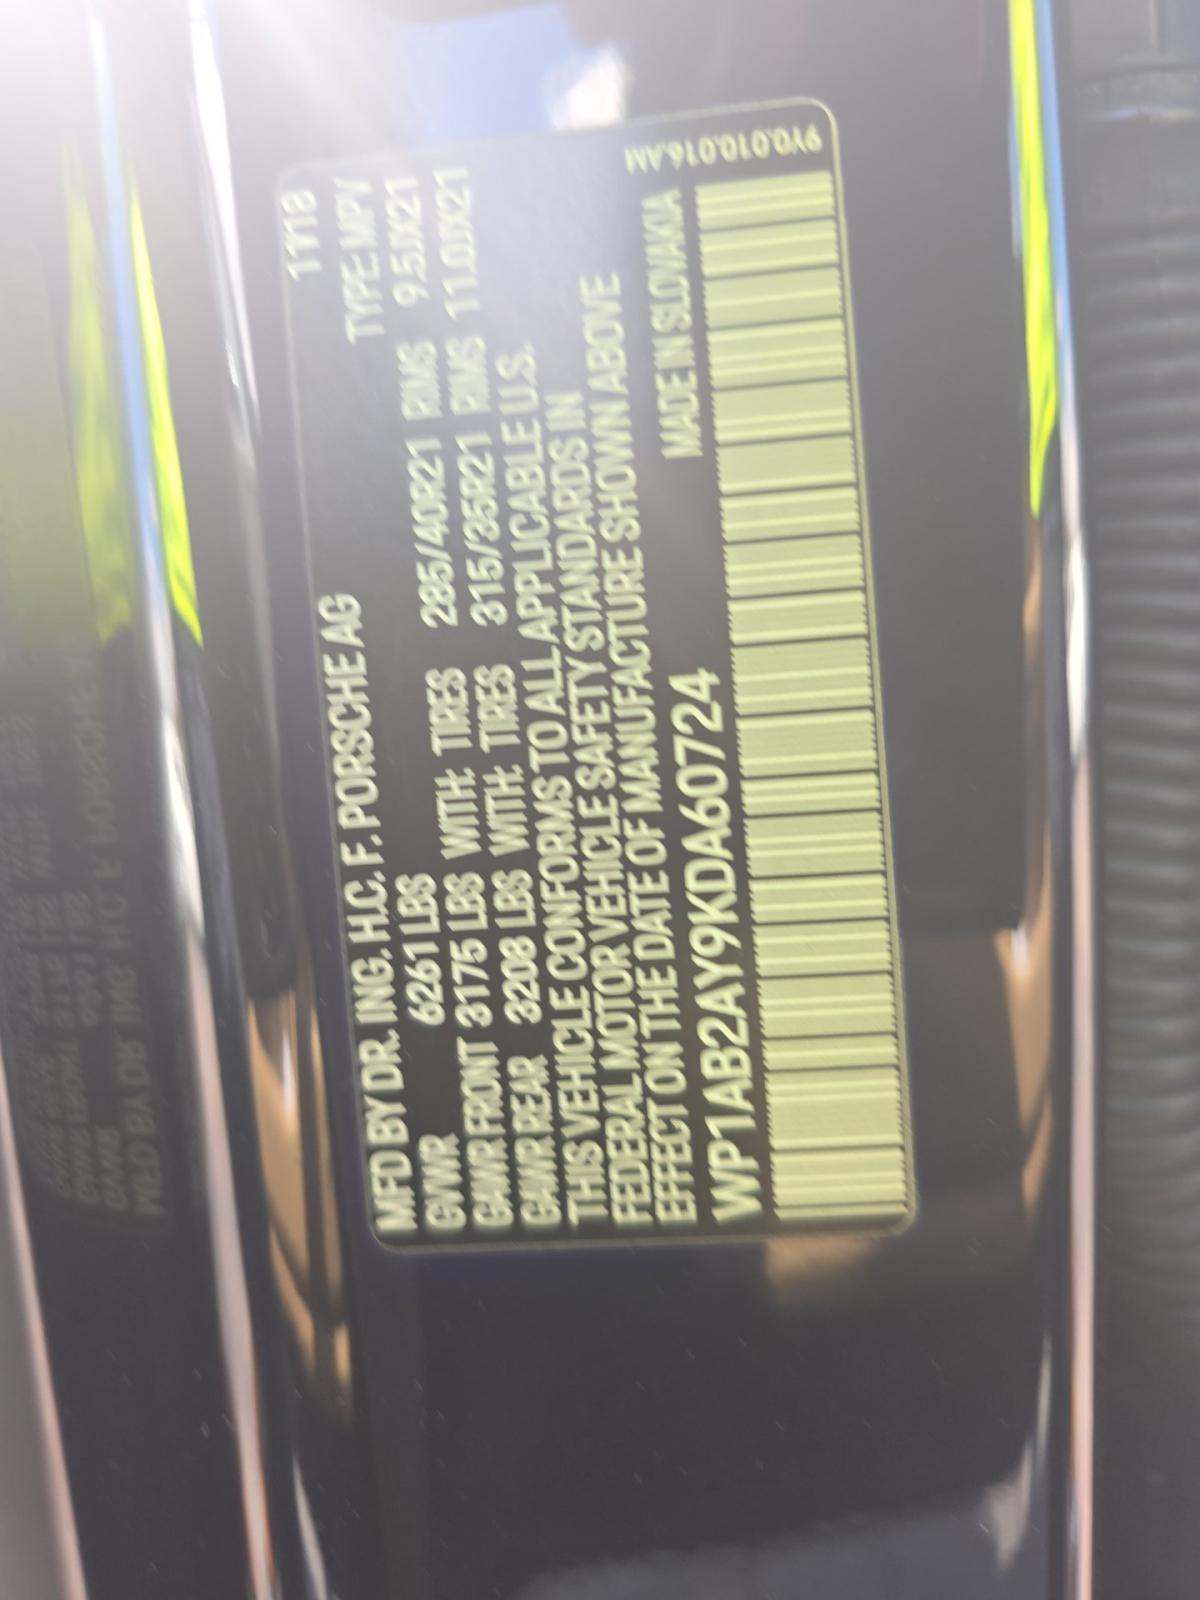 11/18
MFD BY DR. ING. H.C. F. PORSCHE AG TYPE: MPV
GVWR 6261 LBS
GAWR FRONT 3175 LBS WITH: TIRES 285/40R21 RIMS 9.5JX21
GAWR REAR 3208 LBS WITH: TIRES 315/35R21 RIMS 11.0JX21
THIS VEHICLE CONFORMS TO ALL APPLICABLE U.S.
FEDERAL MOTOR VEHICLE SAFETY STANDARDS IN
EFFECT ON THE DATE OF MANUFACTURE SHOWN ABOVE
WP1AB2AY9KDA60724 MADE IN SLOVAKIA
9Y0.010.016.AM